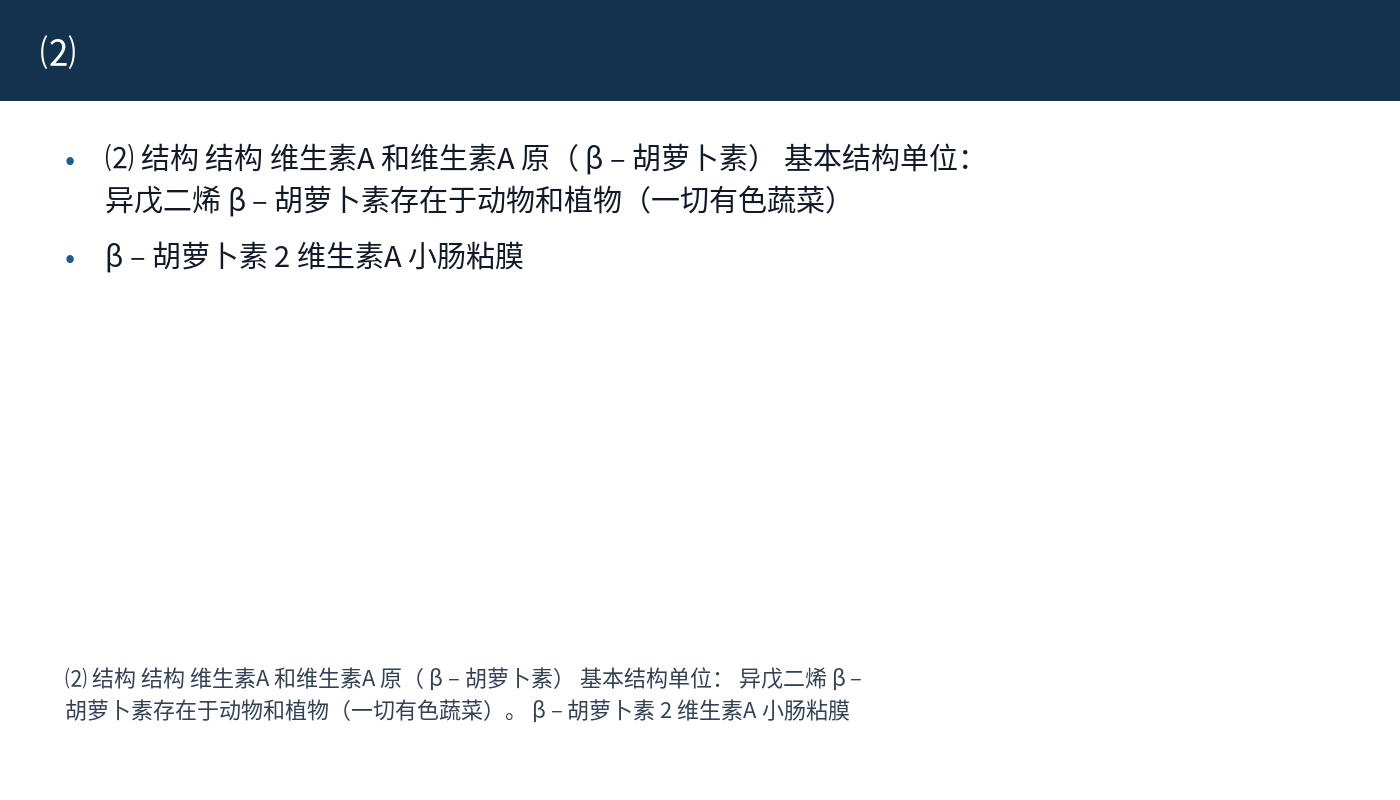 ⑵
• ⑵ 结构 结构 维生素A 和维生素A 原（ β – 胡萝卜素） 基本结构单位：
异戊二烯 β – 胡萝卜素存在于动物和植物（一切有色蔬菜）
• β – 胡萝卜素 2 维生素A 小肠粘膜
⑵ 结构 结构 维生素A 和维生素A 原（ β – 胡萝卜素） 基本结构单位： 异戊二烯 β –
胡萝卜素存在于动物和植物（一切有色蔬菜）。 β – 胡萝卜素 2 维生素A 小肠粘膜